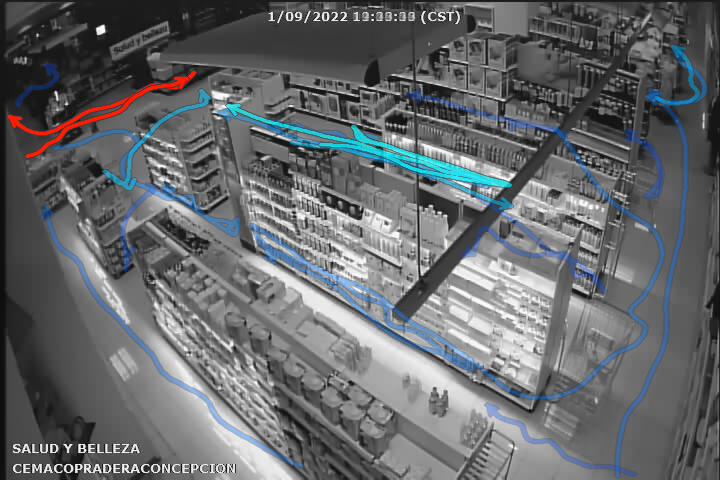 1/09/2022 (CST)
Salud y belleza
SALUD Y BELLEZA
CEMACOPRADERACONCEPCION